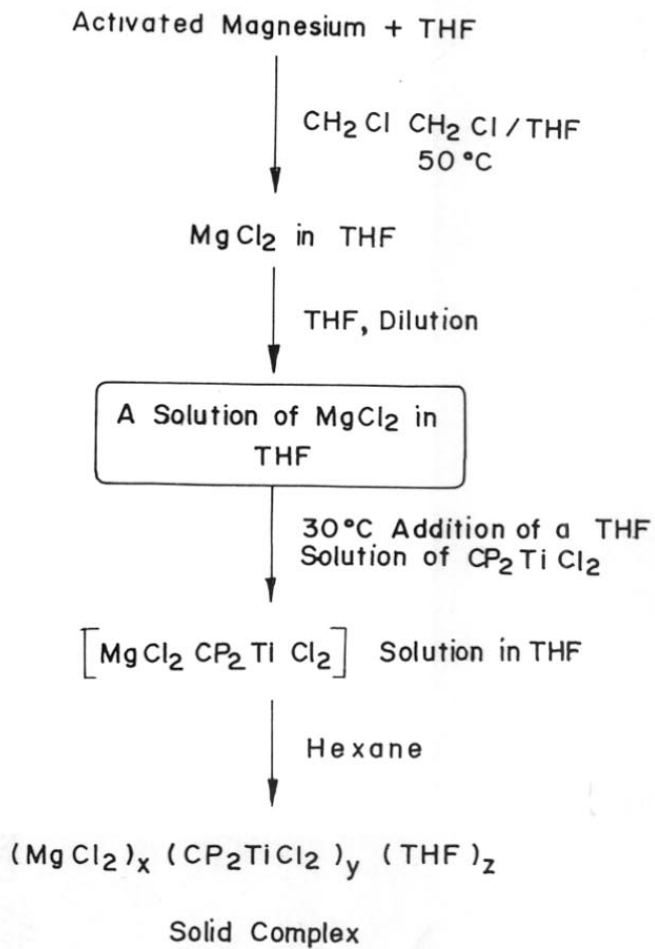 Activated Magnesium + THF
CH₂ Cl CH₂ Cl / THF
50 °C
Mg Cl₂ in THF
THF, Dilution
A Solution of MgCl₂ in
THF
30°C Addition of a THF
Solution of CP₂ Ti Cl₂
[Mg Cl₂ CP₂ Ti Cl₂] Solution in THF
Hexane
(MgCl₂)ₓ (CP₂TiCl₂)y (THF)z
Solid Complex